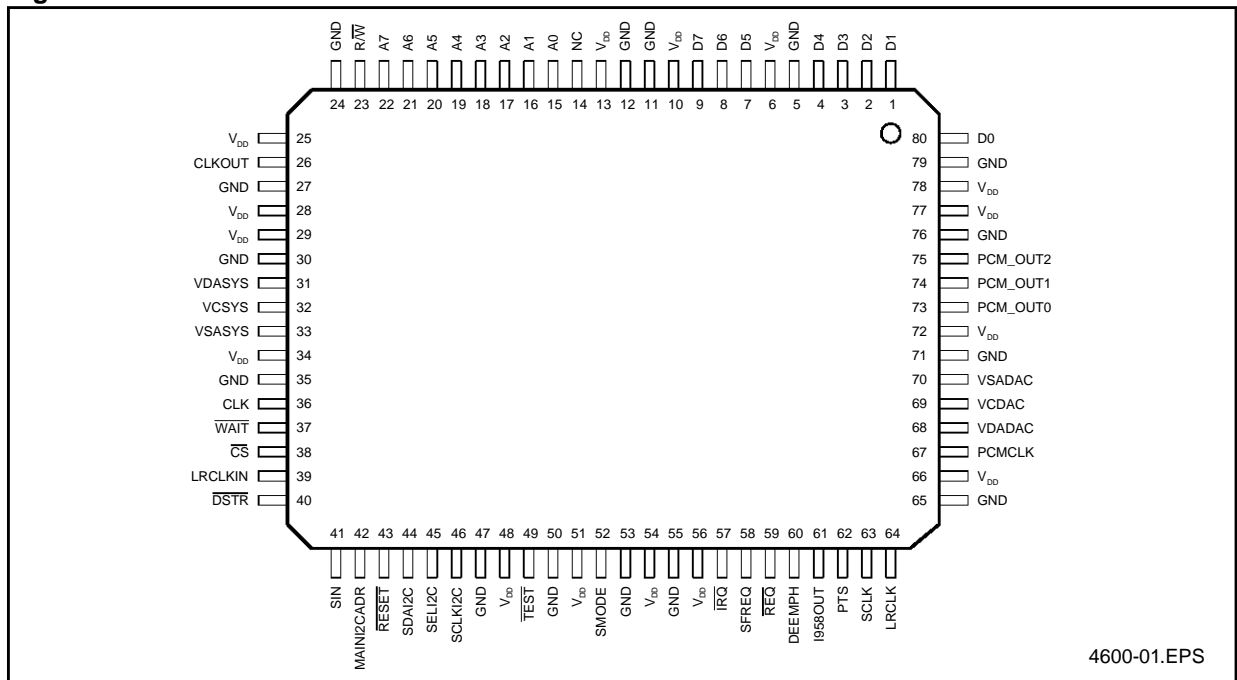 GND R/W A7 A6 A5 A4 A3 A2 A1 A0 NC VDD GND GND VDD D7 D6 D5 VDD GND D4 D3 D2 D1
24 23 22 21 20 19 18 17 16 15 14 13 12 11 10 9 8 7 6 5 4 3 2 1
VDD 25 80 D0
CLKOUT 26 79 GND
GND 27 78 VDD
VDD 28 77 VDD
VDD 29 76 GND
GND 30 75 PCM_OUT2
VDASYS 31 74 PCM_OUT1
VCSYS 32 73 PCM_OUT0
VSASYS 33 72 VDD
VDD 34 71 GND
GND 35 70 VSADAC
CLK 36 69 VCDAC
WAIT 37 68 VDADAC
CS 38 67 PCMCLK
LRCLKIN 39 66 VDD
DSTR 40 65 GND
41 42 43 44 45 46 47 48 49 50 51 52 53 54 55 56 57 58 59 60 61 62 63 64
SIN MAINI2CADR RESET SDAI2C SELI2C SCLKI2C GND VDD TEST GND VDD SMODE GND VDD GND VDD IRQ SFREQ REQ DEEMPH I958OUT PTS SCLK LRCLK
4600-01.EPS